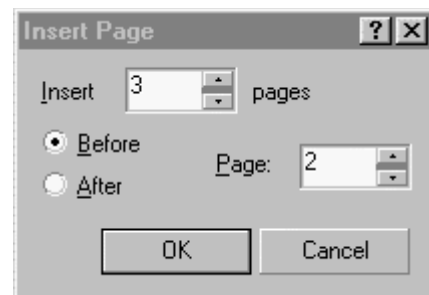 Insert Page
Insert 3 pages
Before
Page: 2
After
OK Cancel